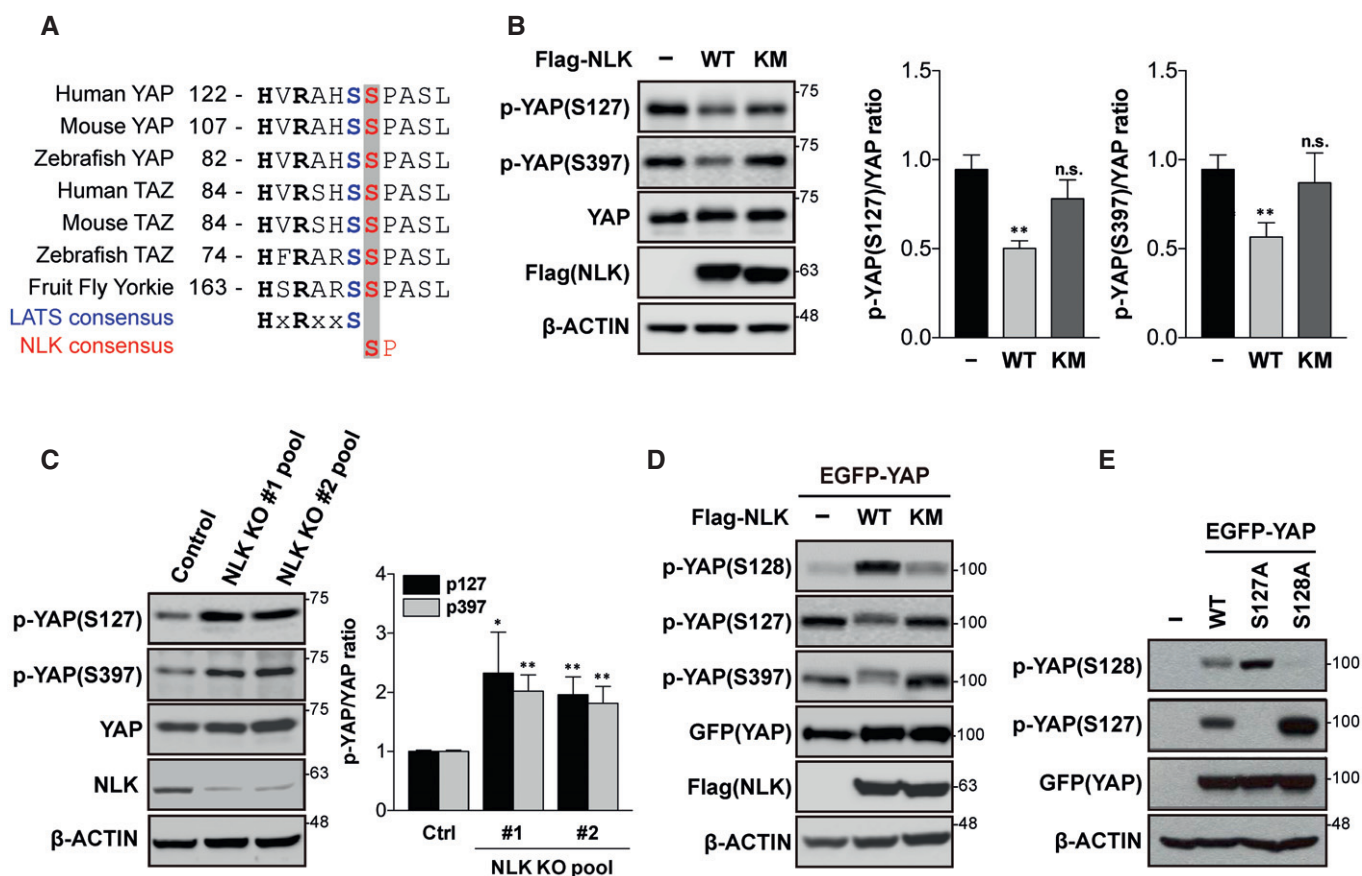 A
Human YAP 122 - HVRAHSSPASL
Mouse YAP 107 - HVRAHSSPASL
Zebrafish YAP 82 - HVRAHSSPASL
Human TAZ 84 - HVRSHSSPASL
Mouse TAZ 84 - HVRSHSSPASL
Zebrafish TAZ 74 - HFRARSSPASL
Fruit Fly Yorkie 163 - HSRARSSPASL
LATS consensus HxRxxS
NLK consensus SP
B
Flag-NLK – WT KM
p-YAP(S127) 75
p-YAP(S397) 75
YAP 75
Flag(NLK) 63
β-ACTIN 48
p-YAP(S127)/YAP ratio
1.5
1.0
0.5
0.0
**
n.s.
– WT KM
p-YAP(S397)/YAP ratio
1.5
1.0
0.5
0.0
**
n.s.
– WT KM
C
Control NLK KO #1 pool NLK KO #2 pool
p-YAP(S127) 75
p-YAP(S397) 75
YAP 75
NLK 63
β-ACTIN 48
p-YAP/YAP ratio
4
3
2
1
0
p127
p397
* ** ** **
Ctrl #1 #2
NLK KO pool
D
EGFP-YAP
Flag-NLK – WT KM
p-YAP(S128) 100
p-YAP(S127) 100
p-YAP(S397) 100
GFP(YAP) 100
Flag(NLK) 63
β-ACTIN 48
E
EGFP-YAP
– WT S127A S128A
p-YAP(S128) 100
p-YAP(S127) 100
GFP(YAP) 100
β-ACTIN 48